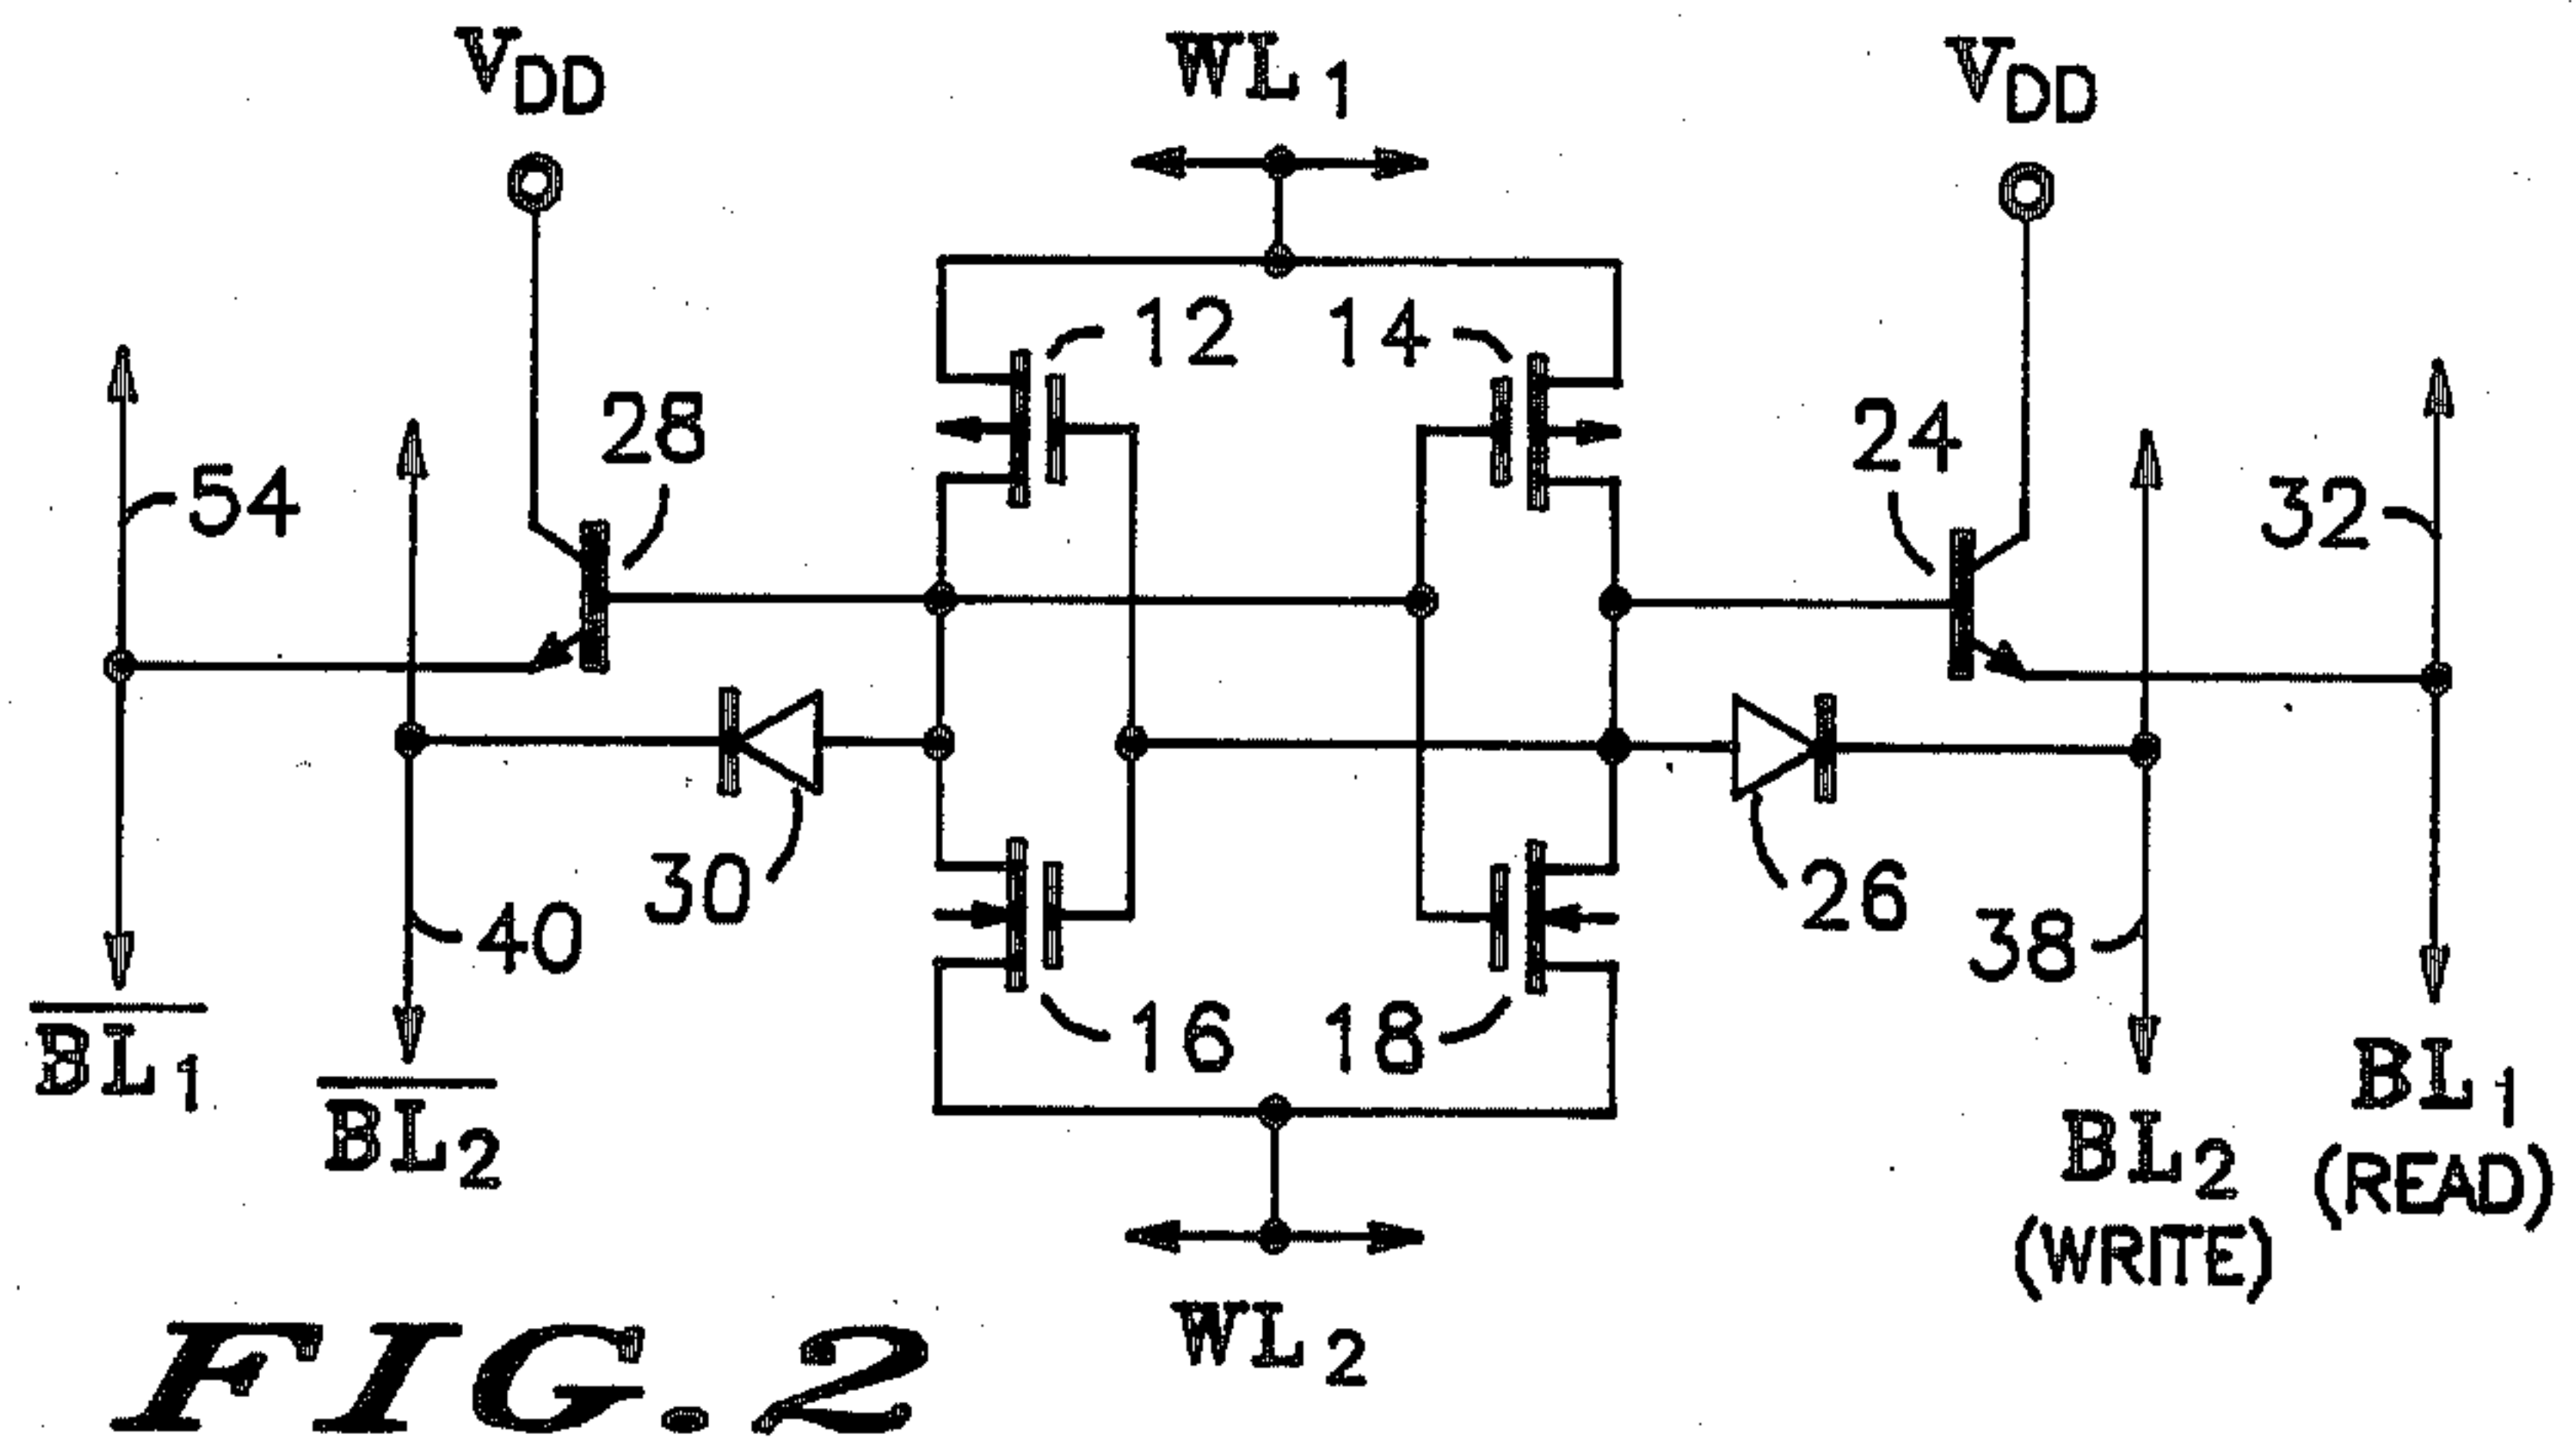 VDD
WL1
VDD
12
14
28
24
54
32
30
26
40
38
16
18
BL1
BL2
BL1
(READ)
BL2
(WRITE)
WL2
FIG.2